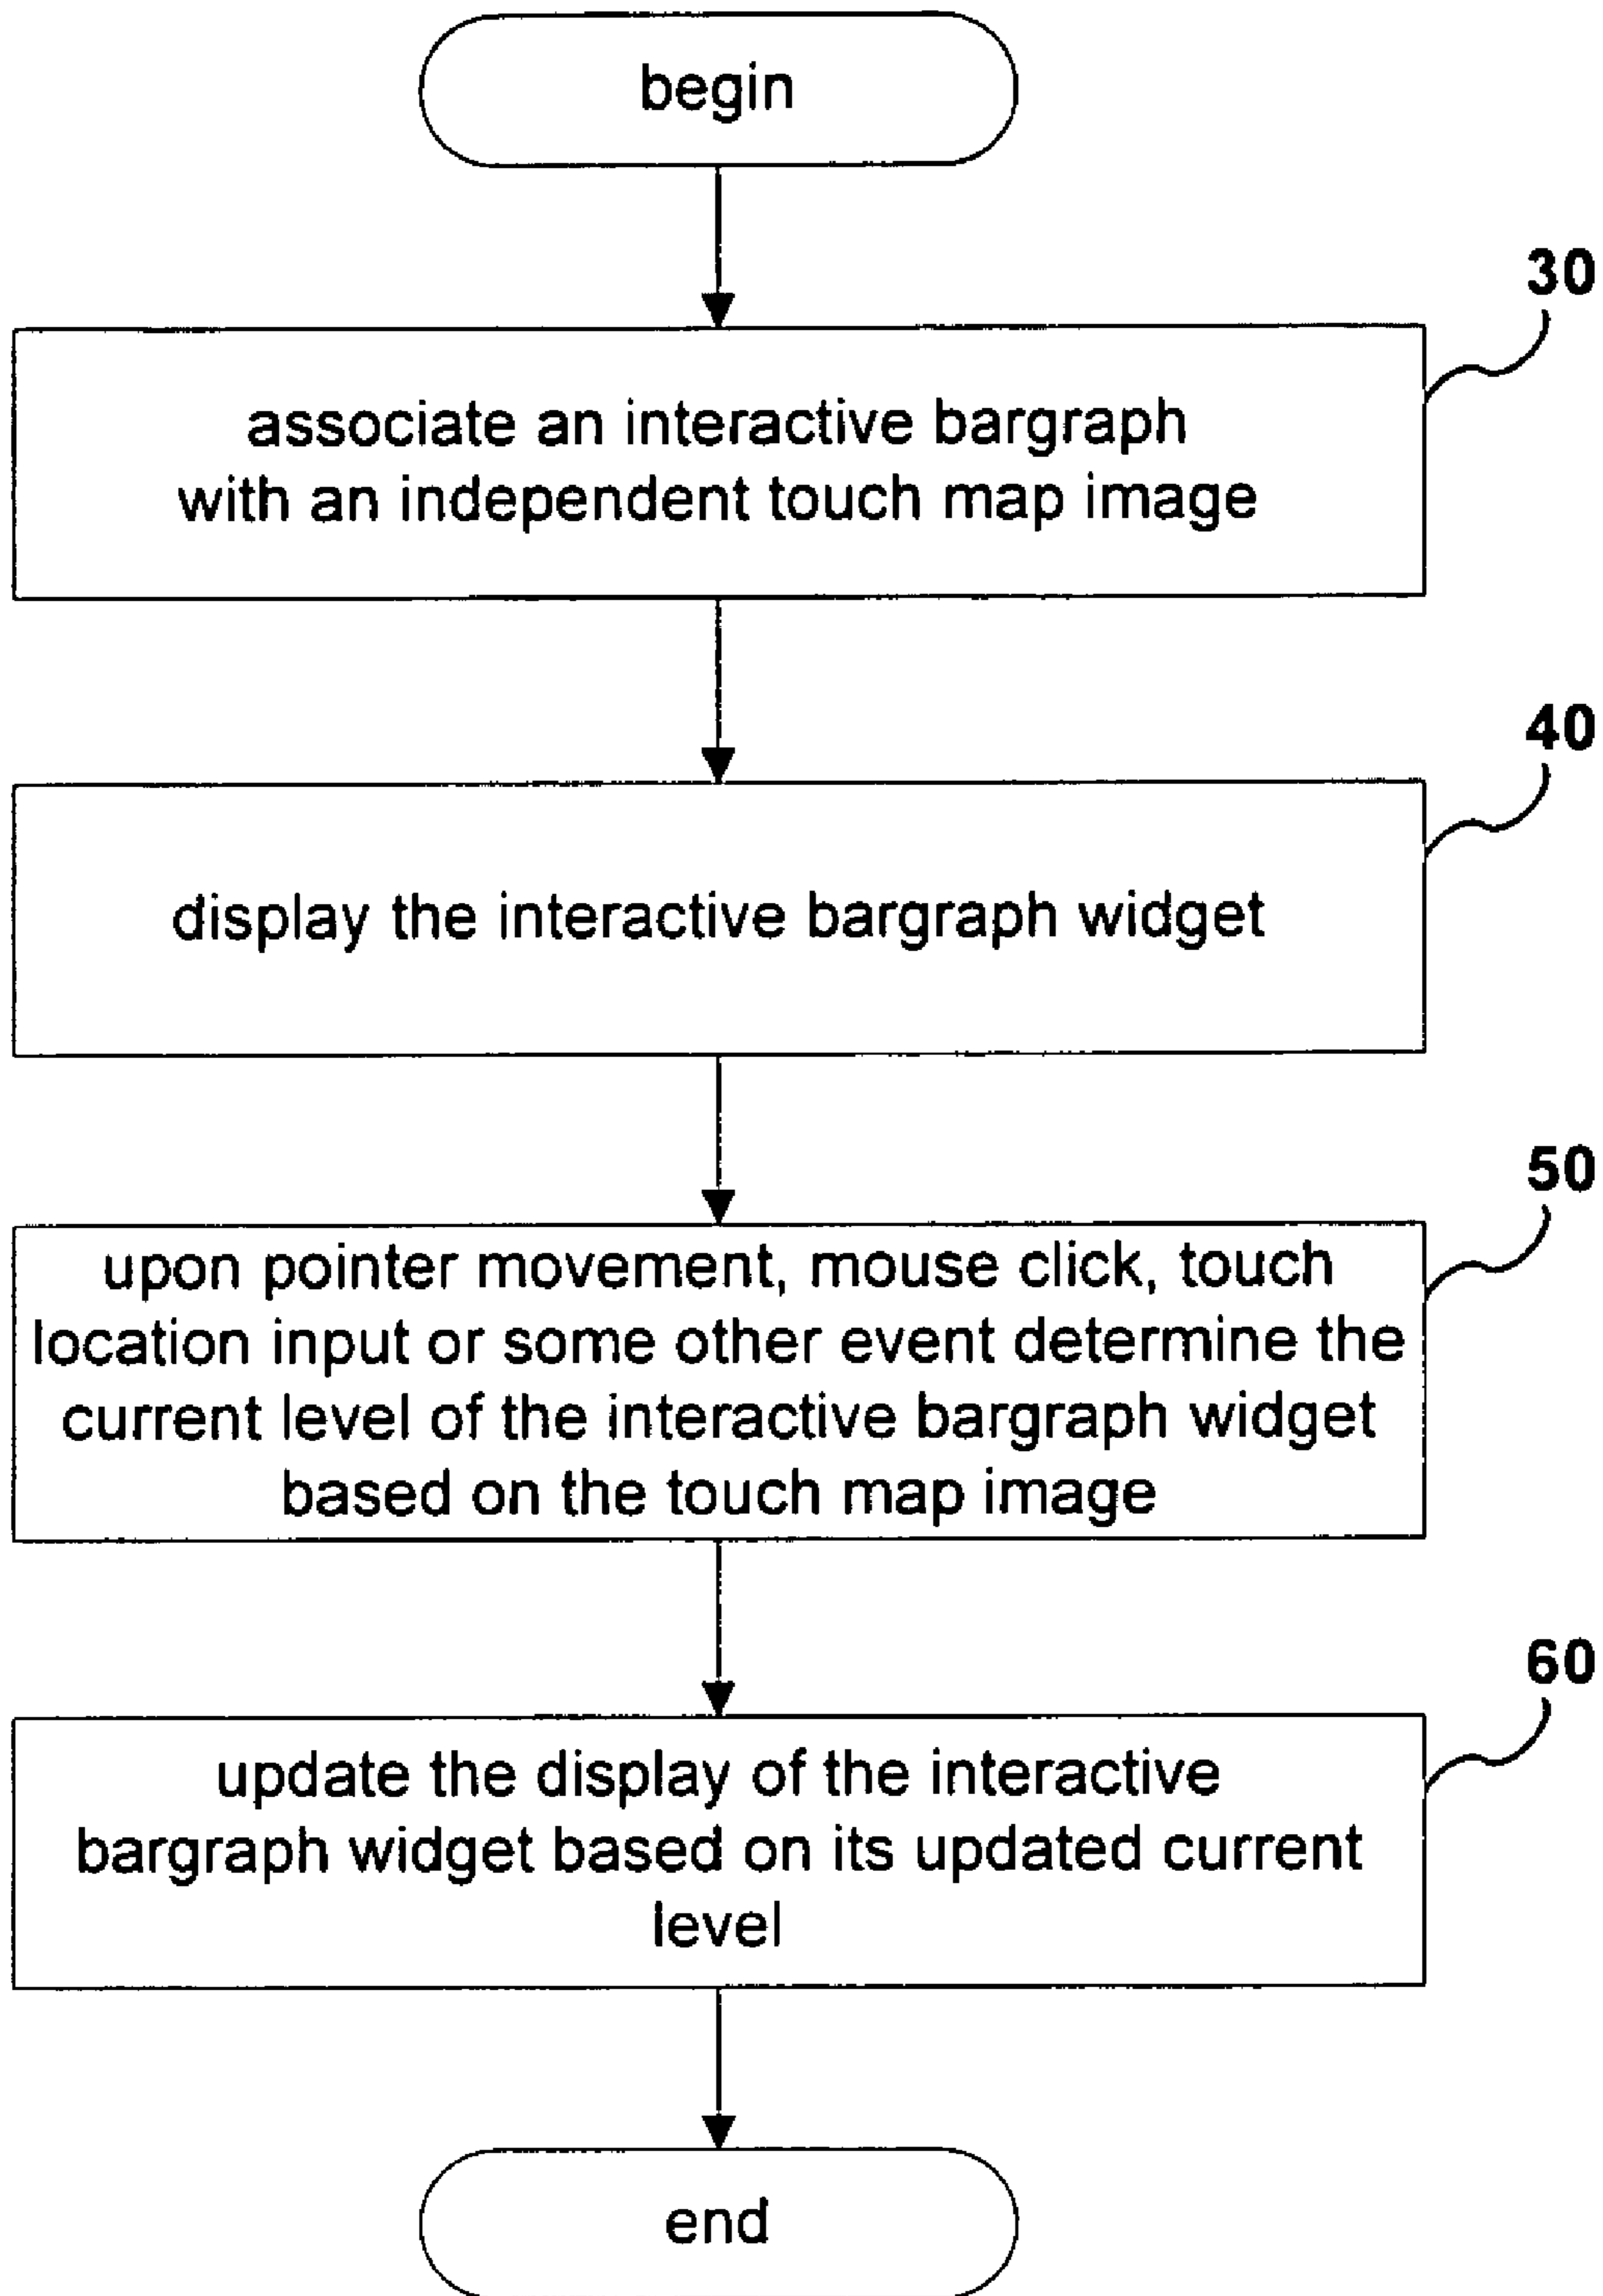 begin
30
associate an interactive bargraph
with an independent touch map image
40
display the interactive bargraph widget
50
upon pointer movement, mouse click, touch
location input or some other event determine the
current level of the interactive bargraph widget
based on the touch map image
60
update the display of the interactive
bargraph widget based on its updated current
level
end